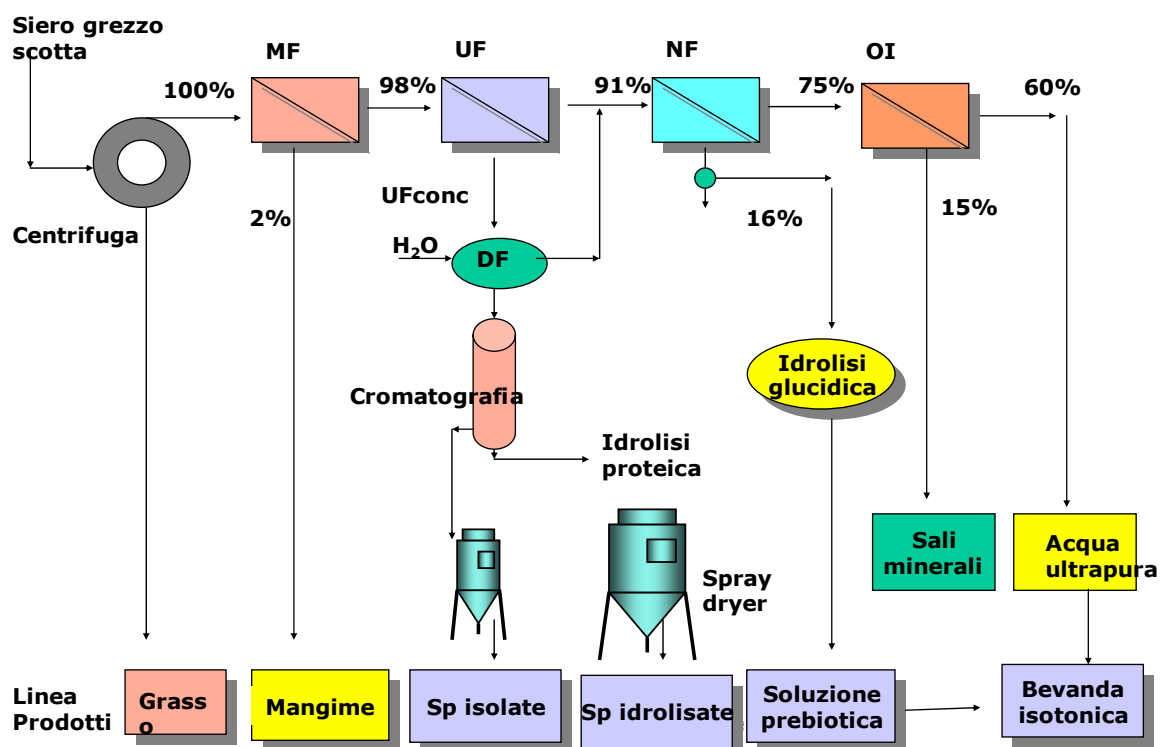 Siero grezzo
scotta
MF
UF
NF
OI
100%
98%
91%
75%
60%
UFconc
2%
16%
15%
Centrifuga
H₂O
DF
Idrolisi
glucidica
Cromatografia
Idrolisi
proteica
Sali
minerali
Acqua
ultrapura
Spray
dryer
Linea
Prodotti
Grass
o
Mangime
Sp isolate
Sp idrolisate
Soluzione
prebiotica
Bevanda
isotonica